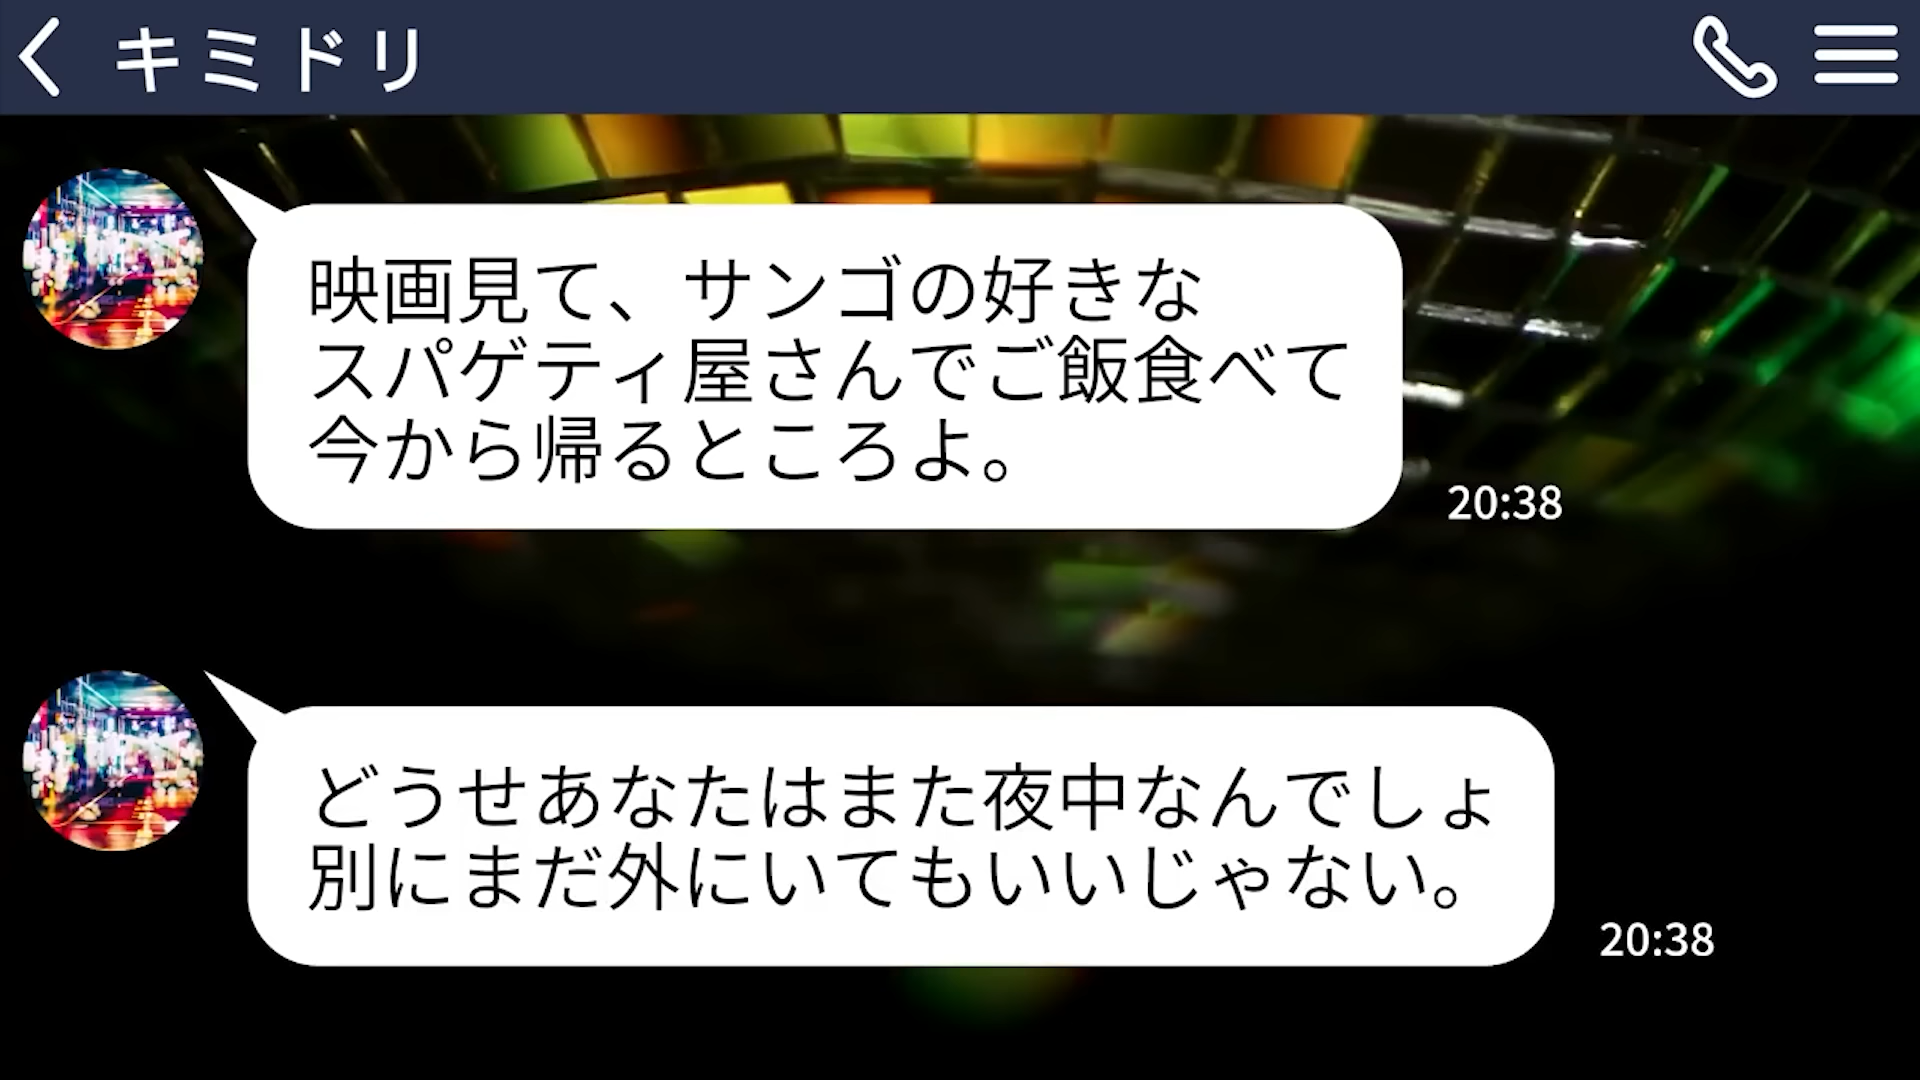 キミドリ
映画見て、サンゴの好きな
スパゲティ屋さんでご飯食べて
今から帰るところよ。
20:38
どうせあなたはまた夜中なんでしょ
別にまだ外にいてもいいじゃない。
20:38